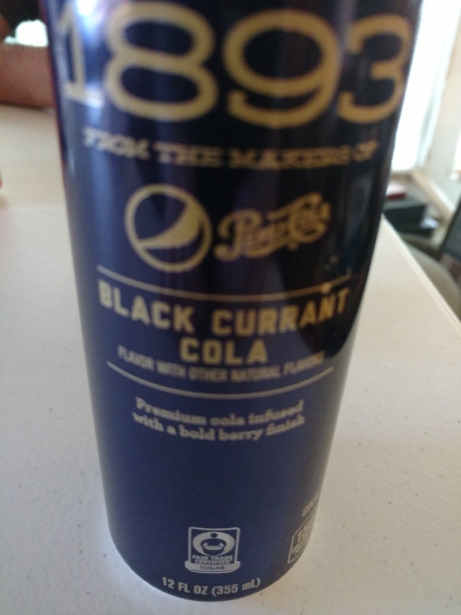 1893
FROM THE MAKERS OF
Pepsi-Cola
BLACK CURRANT
COLA
FLAVOR WITH OTHER NATURAL FLAVORS
Premium cola infused
with a bold berry finish
FAIR TRADE
CERTIFIED
SUGAR
12 FL OZ (355 mL)